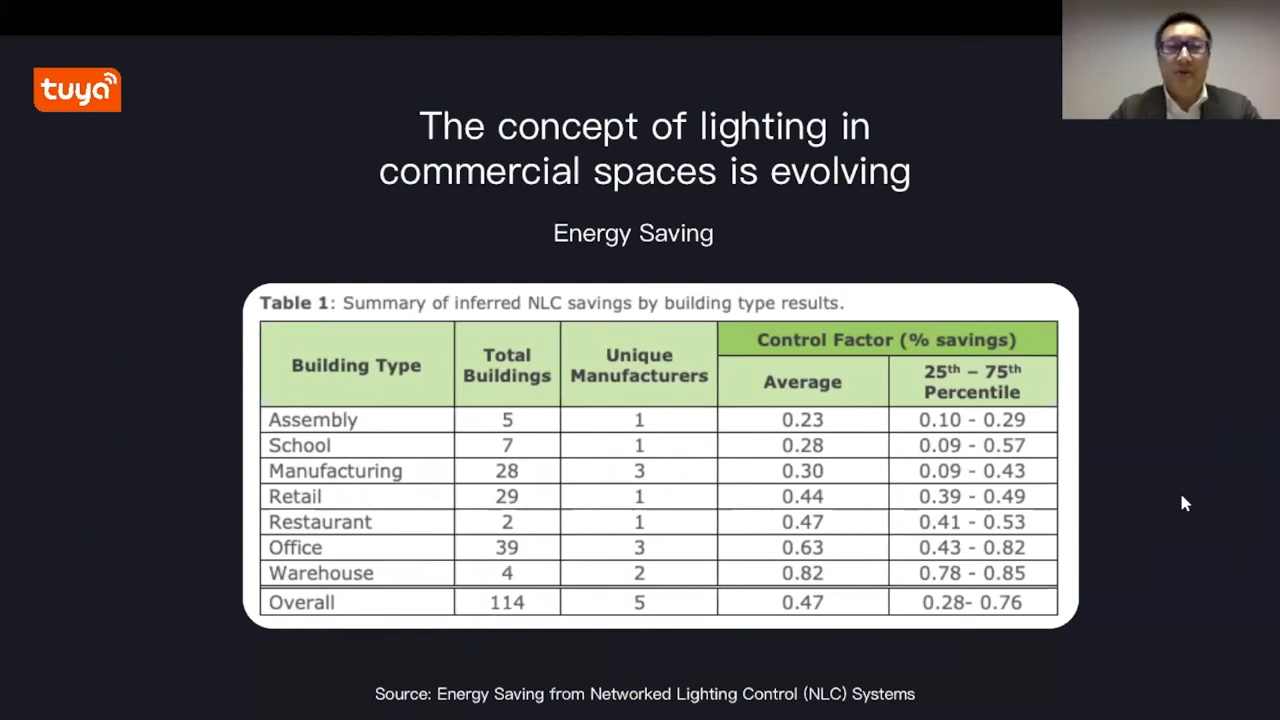 tuya
The concept of lighting in
commercial spaces is evolving
Energy Saving
Table 1: Summary of inferred NLC savings by building type results.
Building Type Total Buildings Unique Manufacturers Control Factor (% savings)
Average 25th – 75th Percentile
Assembly 5 1 0.23 0.10 - 0.29
School 7 1 0.28 0.09 - 0.57
Manufacturing 28 3 0.30 0.09 - 0.43
Retail 29 1 0.44 0.39 - 0.49
Restaurant 2 1 0.47 0.41 - 0.53
Office 39 3 0.63 0.43 - 0.82
Warehouse 4 2 0.82 0.78 - 0.85
Overall 114 5 0.47 0.28- 0.76
Source: Energy Saving from Networked Lighting Control (NLC) Systems